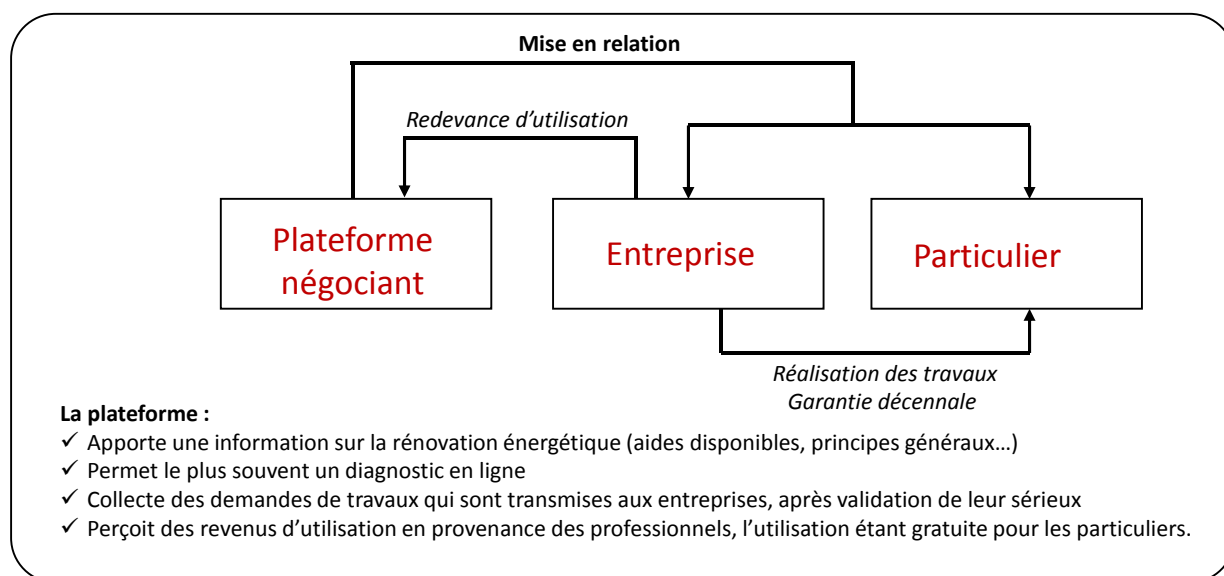 Mise en relation
Redevance d'utilisation
Plateforme
négociant
Entreprise
Particulier
Réalisation des travaux
Garantie décennale
La plateforme :
✓ Apporte une information sur la rénovation énergétique (aides disponibles, principes généraux…)
✓ Permet le plus souvent un diagnostic en ligne
✓ Collecte des demandes de travaux qui sont transmises aux entreprises, après validation de leur sérieux
✓ Perçoit des revenus d'utilisation en provenance des professionnels, l'utilisation étant gratuite pour les particuliers.